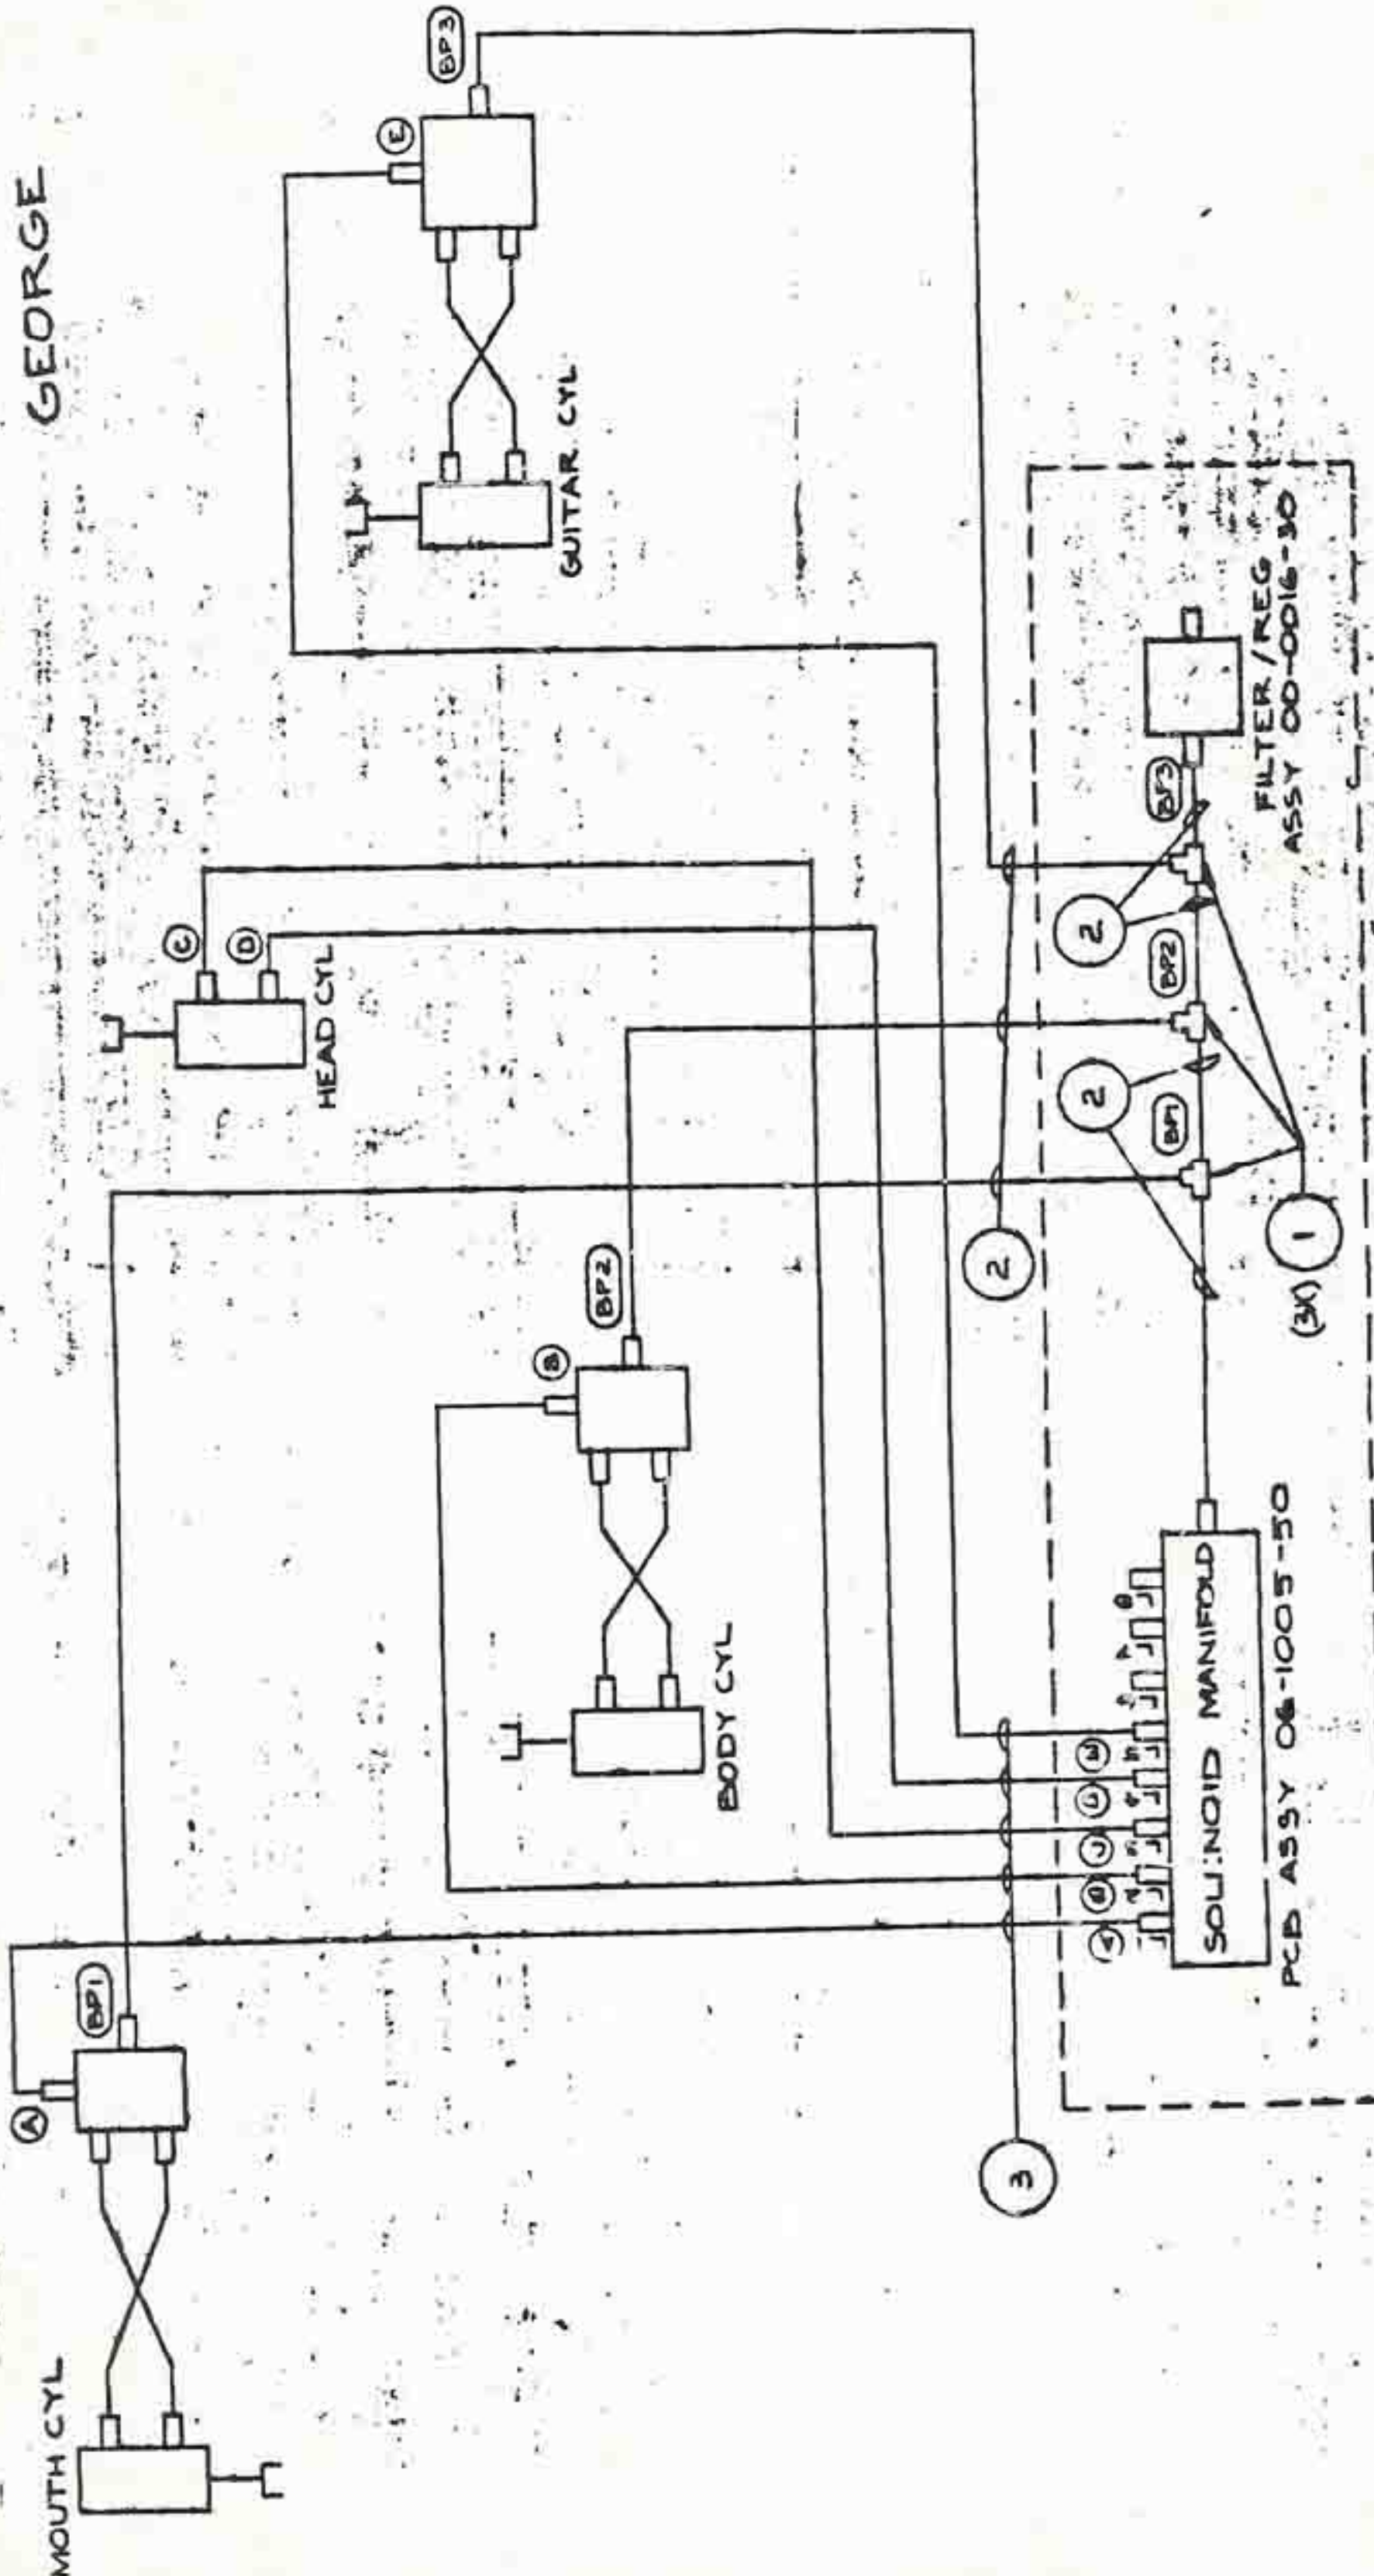 GEORGE
MOUTH CYL
A
BP1
HEAD CYL
C
D
GUITAR CYL
E
BP3
BODY CYL
B
BP2
3
2
2
2
A
B
C
D
E
SOLENOID MANIFOLD
PCB ASSY 06-1005-50
BP1
BP2
BP3
FILTER/REG
ASSY 00-0016-30
(3X) 1